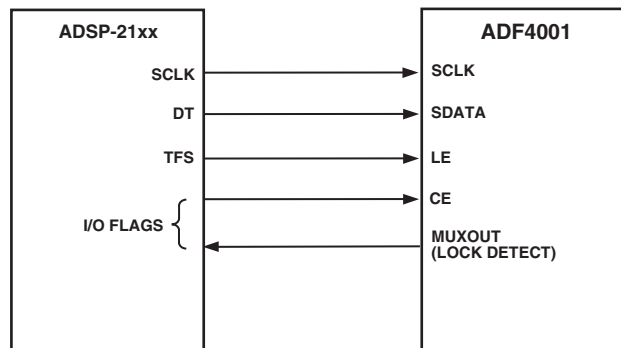 ADSP-21xx
SCLK
DT
TFS
I/O FLAGS
ADF4001
SCLK
SDATA
LE
CE
MUXOUT
(LOCK DETECT)